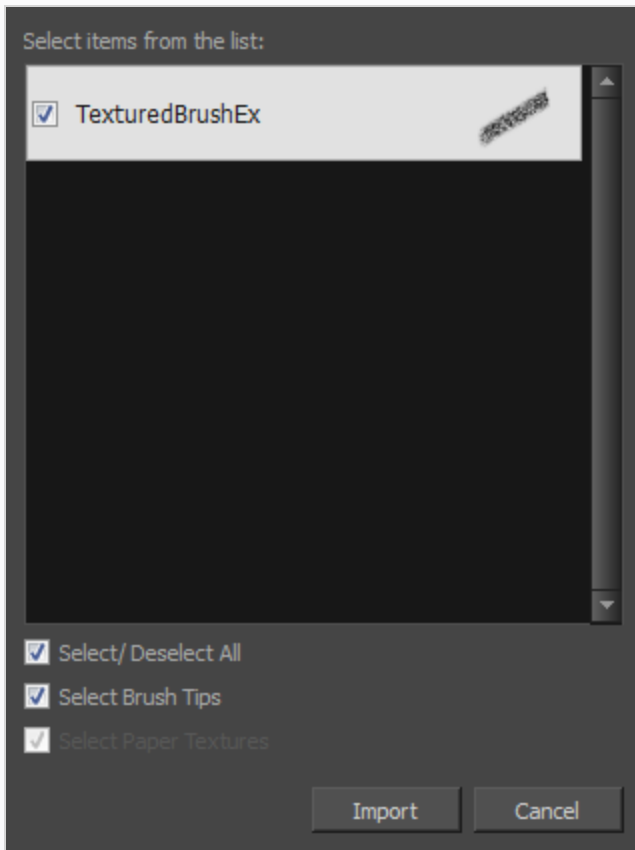 Select items from the list:
TexturedBrushEx
Select/ Deselect All
Select Brush Tips
Select Paper Textures
Import Cancel